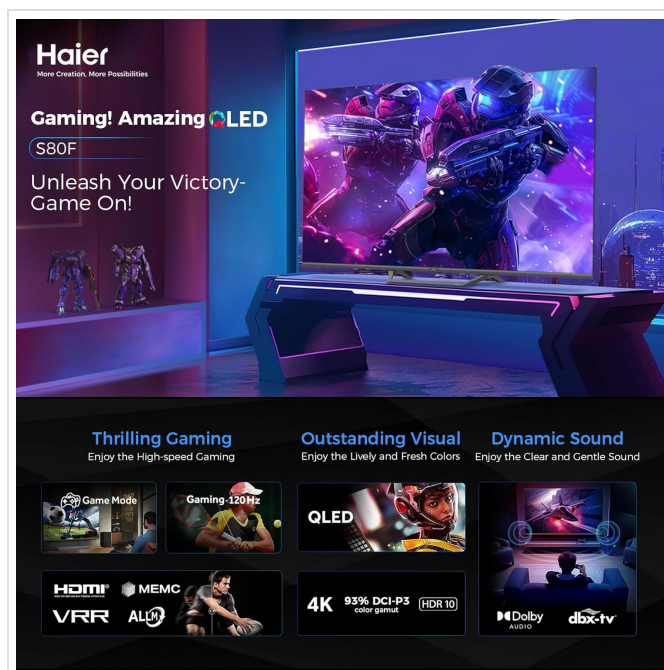 Haier
More Creation, More Possibilities
Gaming! Amazing QLED
S80F
Unleash Your Victory-
Game On!
Thrilling Gaming
Enjoy the High-speed Gaming
Game Mode
Gaming-120Hz
HDMI®
MEMC
VRR
ALLM
Outstanding Visual
Enjoy the Lively and Fresh Colors
QLED
4K
93% DCI-P3
color gamut
HDR 10
Dynamic Sound
Enjoy the Clear and Gentle Sound
Dolby
AUDIO
dbx-tv®